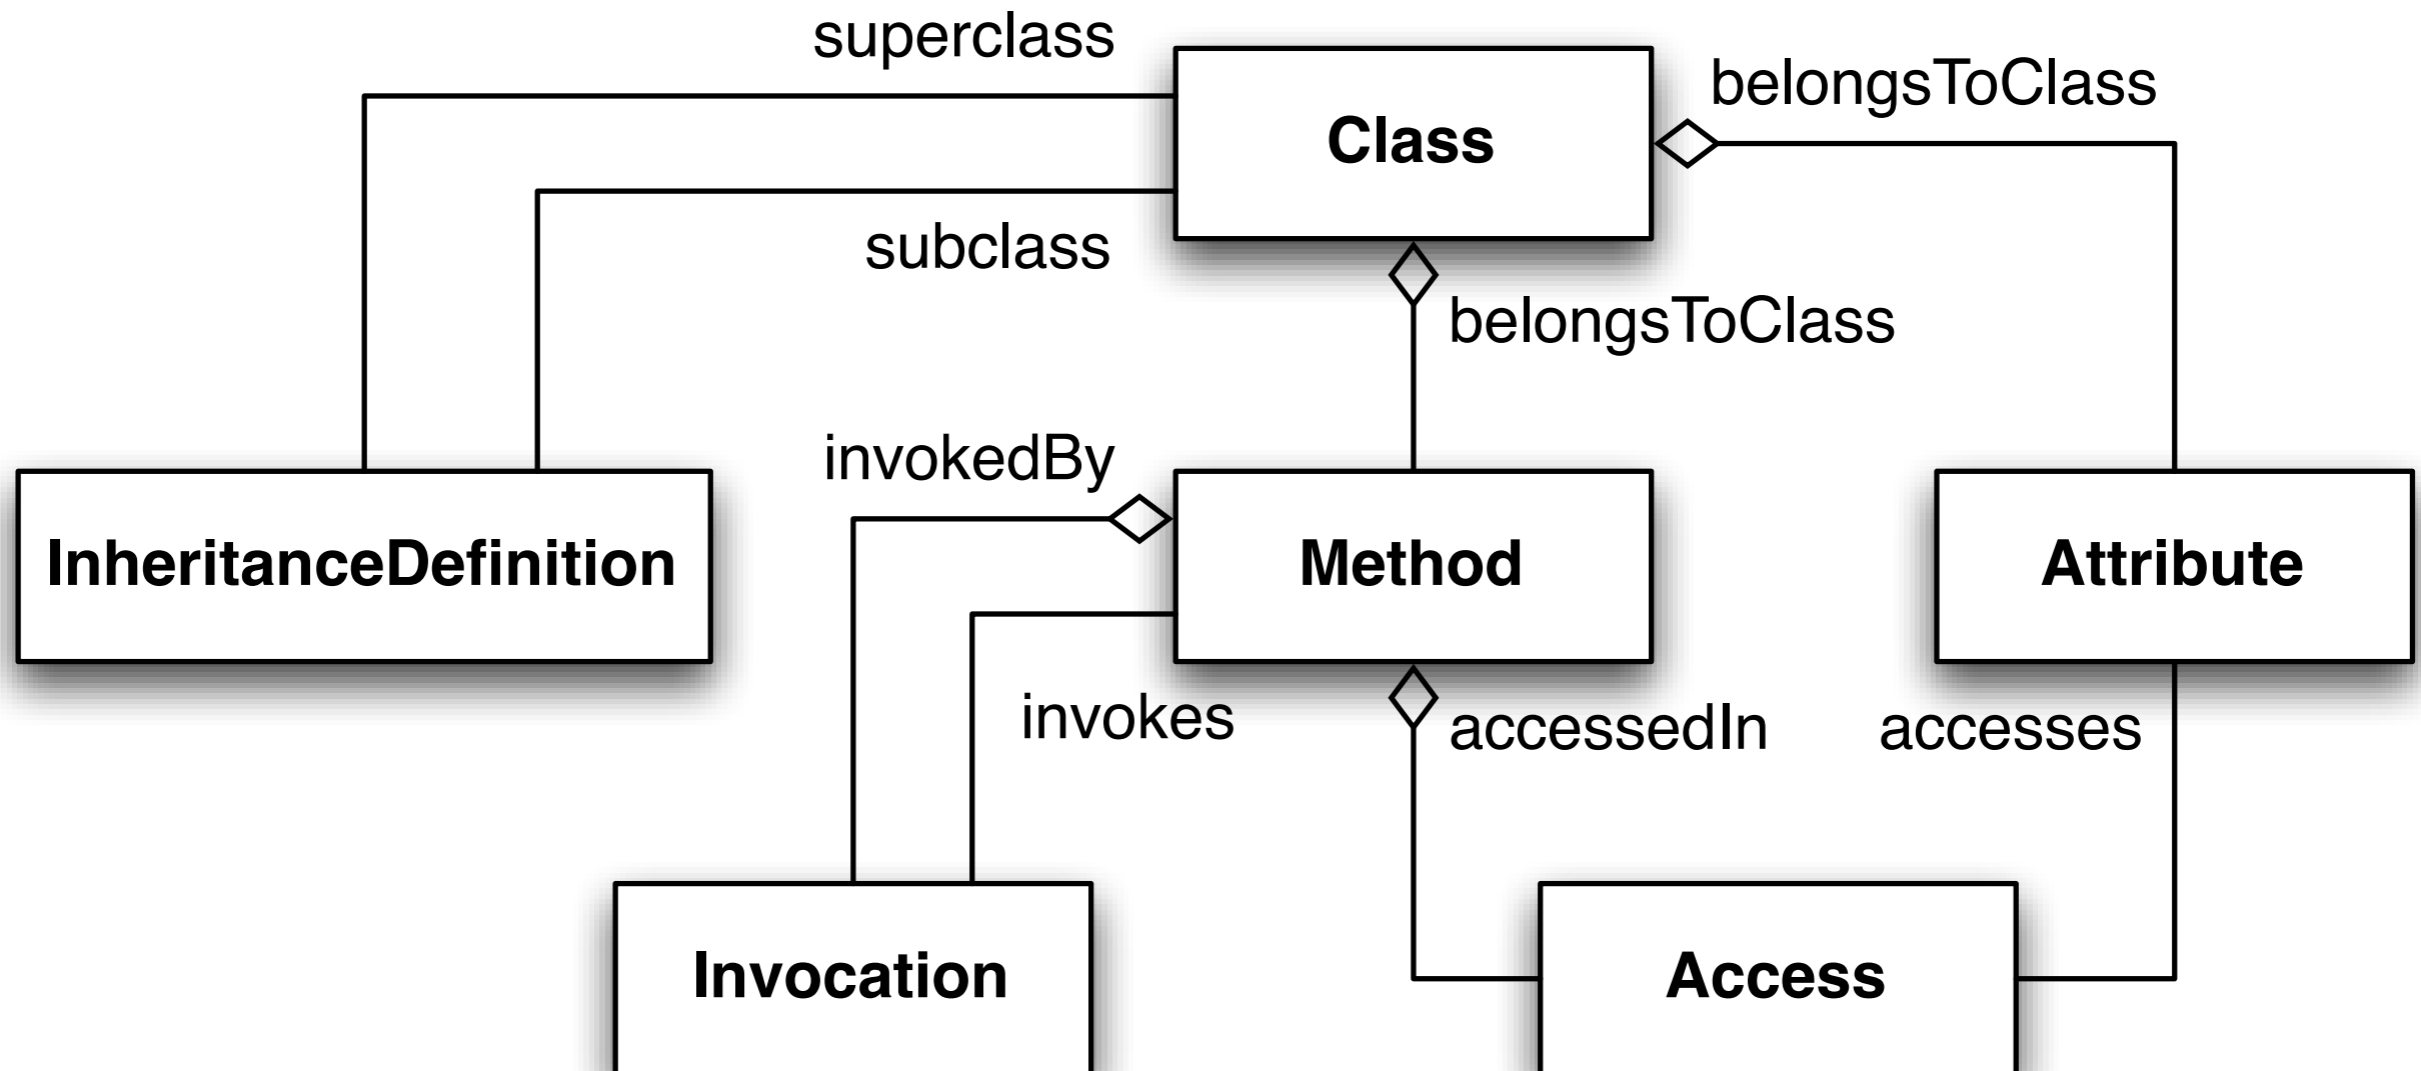 superclass
belongsToClass
Class
subclass
belongsToClass
invokedBy
InheritanceDefinition
Method
Attribute
invokes
accessedIn
accesses
Invocation
Access